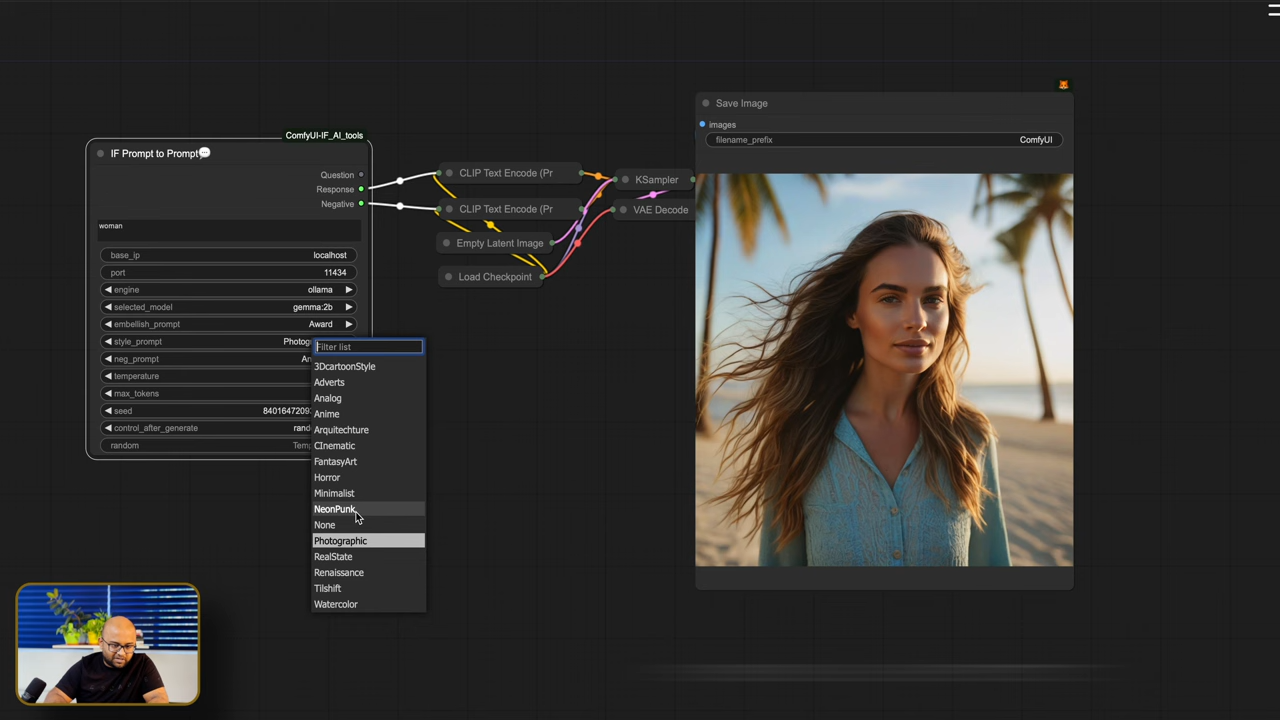 ComfyUI-IF_AI_tools
IF Prompt to Prompt💬
Question
Response
Negative
woman
base_ip localhost
port 11434
engine ollama
selected_model gemma:2b
embellish_prompt Award
style_prompt
neg_prompt
temperature
max_tokens
seed
control_after_generate
random
Filter list
3DcartoonStyle
Adverts
Analog
Anime
Arquitechture
CInematic
FantasyArt
Horror
Minimalist
NeonPunk
None
Photographic
RealState
Renaissance
Tilshift
Watercolor
CLIP Text Encode (Pr
CLIP Text Encode (Pr
Empty Latent Image
Load Checkpoint
KSampler
VAE Decode
Save Image
images
filename_prefix ComfyUI